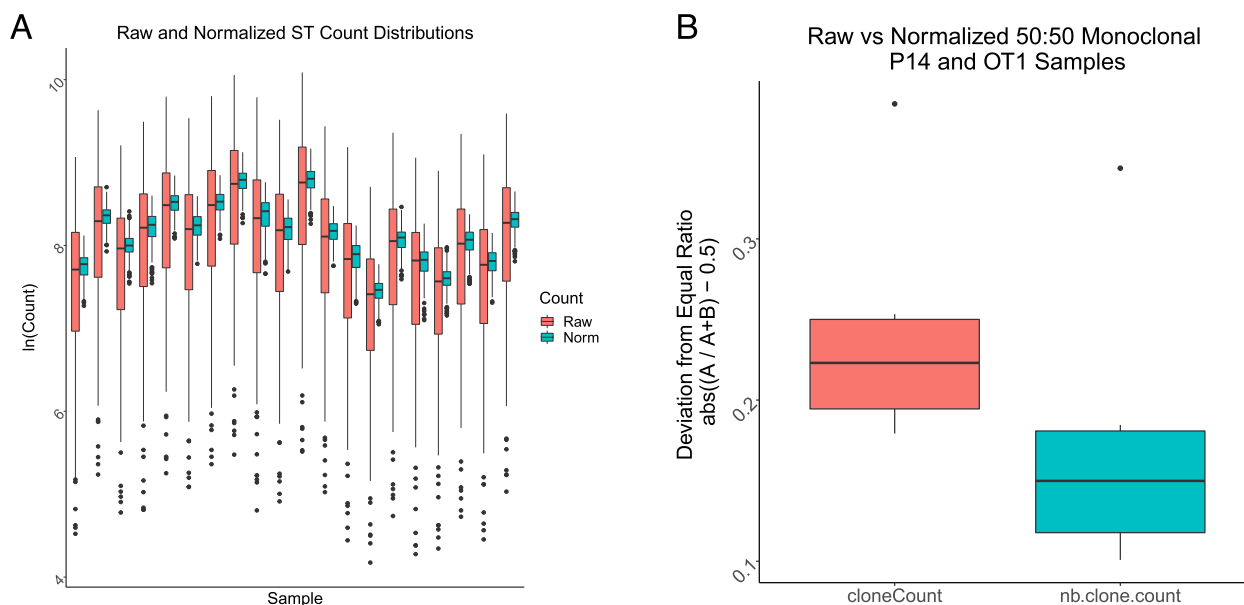 A
Raw and Normalized ST Count Distributions
10
8
6
4
ln(Count)
Sample
Count
Raw
Norm
B
Raw vs Normalized 50:50 Monoclonal
P14 and OT1 Samples
Deviation from Equal Ratio
abs((A / A+B) − 0.5)
0.3
0.2
0.1
cloneCount
nb.clone.count